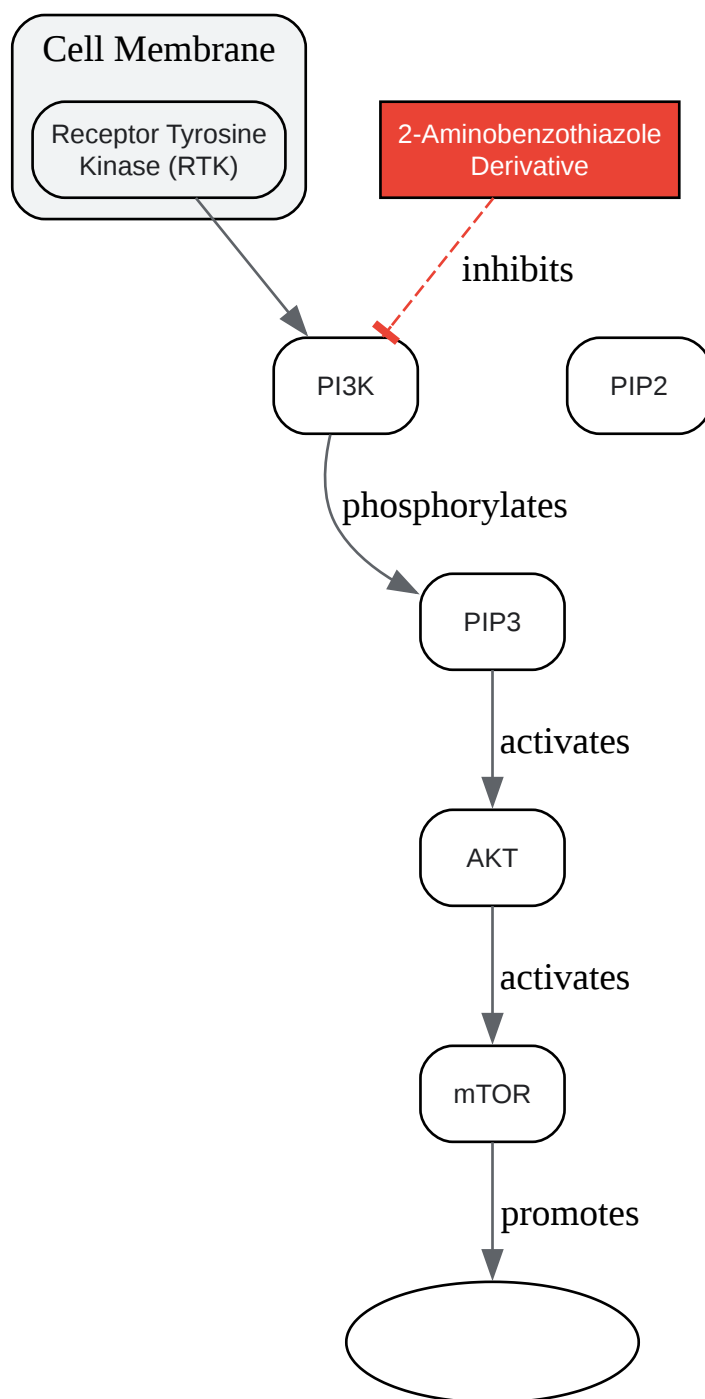 Cell Membrane
Receptor Tyrosine
Kinase (RTK)
2-Aminobenzothiazole
Derivative
inhibits
PI3K
PIP2
phosphorylates
PIP3
activates
AKT
activates
mTOR
promotes